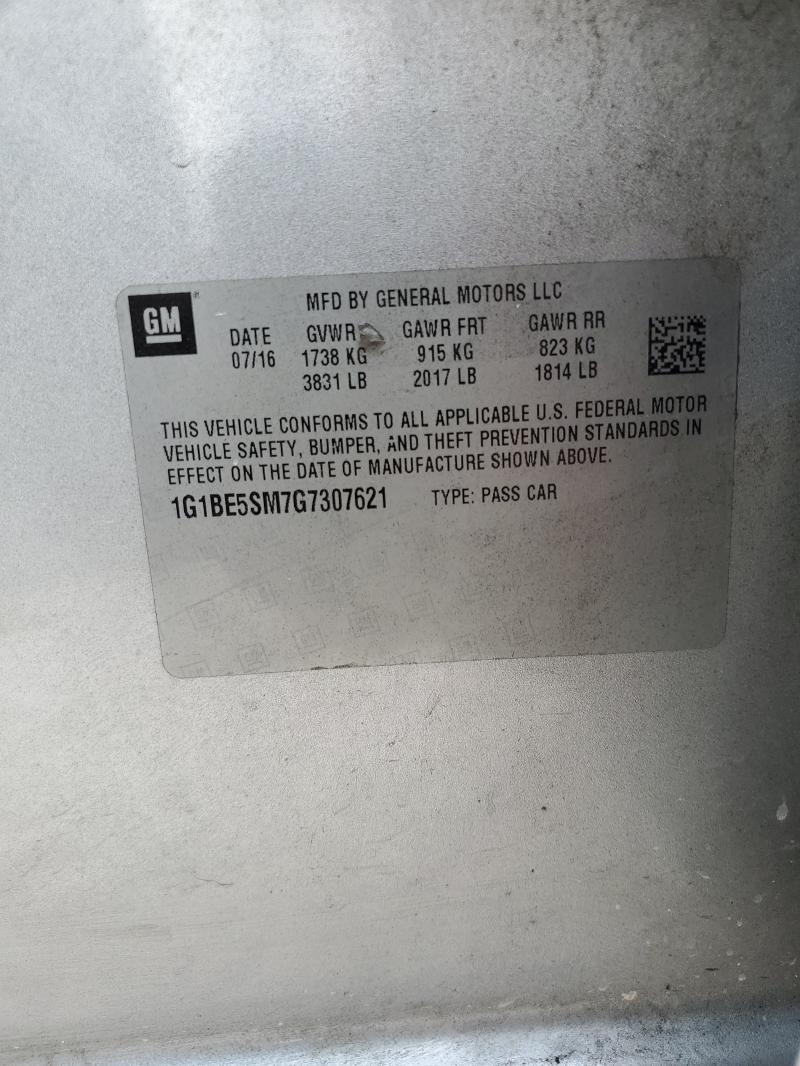 GM
MFD BY GENERAL MOTORS LLC
DATE GVWR GAWR FRT GAWR RR
07/16 1738 KG 915 KG 823 KG
3831 LB 2017 LB 1814 LB
THIS VEHICLE CONFORMS TO ALL APPLICABLE U.S. FEDERAL MOTOR
VEHICLE SAFETY, BUMPER, AND THEFT PREVENTION STANDARDS IN
EFFECT ON THE DATE OF MANUFACTURE SHOWN ABOVE.
1G1BE5SM7G7307621 TYPE: PASS CAR